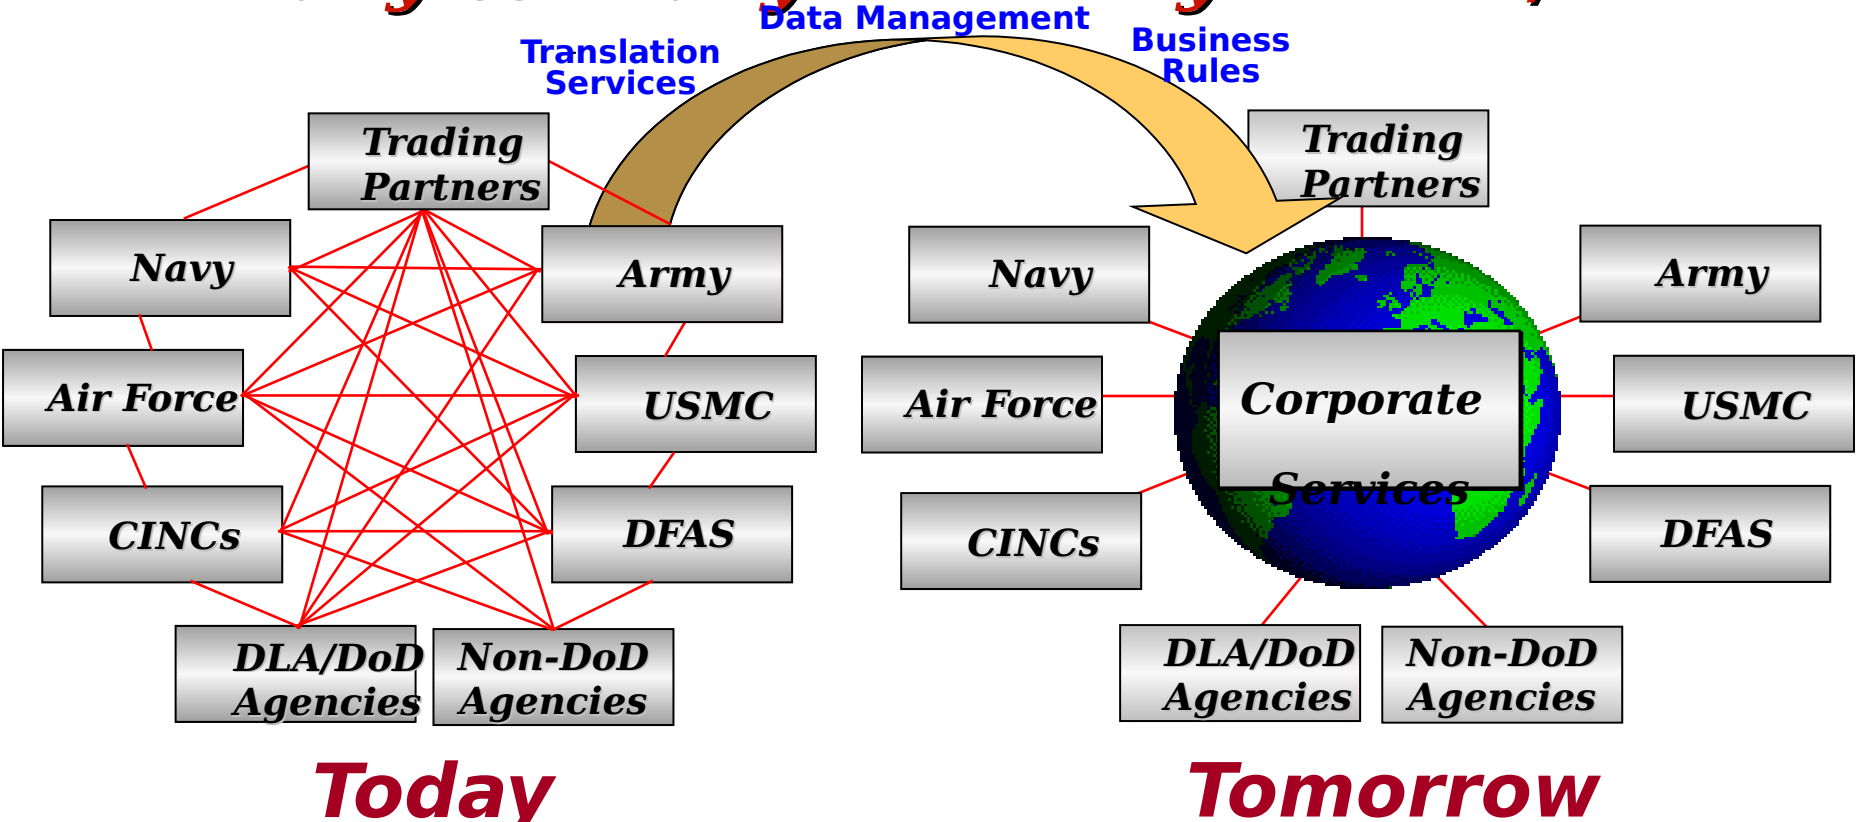 Data Management
Translation
Services
Business
Rules
Trading
Partners
Navy
Army
Air Force
USMC
CINCs
DFAS
DLA/DoD
Agencies
Non-DoD
Agencies
Today
Trading
Partners
Navy
Army
Air Force
Corporate
Services
USMC
CINCs
DFAS
DLA/DoD
Agencies
Non-DoD
Agencies
Tomorrow